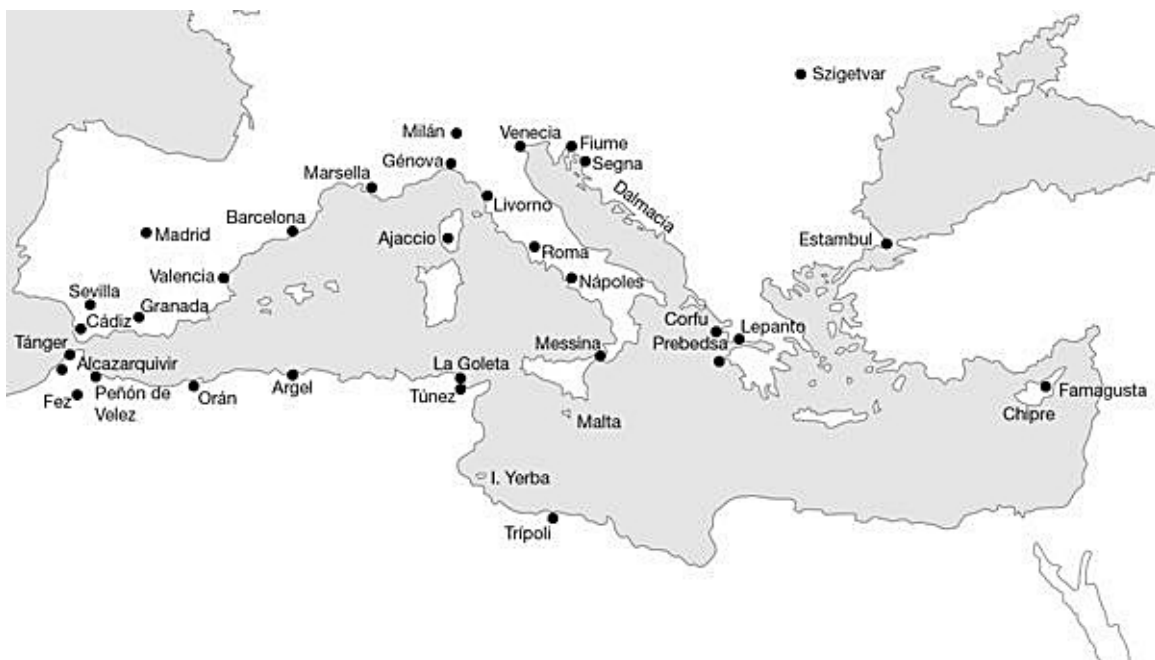 Szigetvar
Milán
Venecia
Fiume
Génova
Segna
Marsella
Dalmacia
Livorno
Barcelona
Madrid
Ajaccio
Roma
Estambul
Valencia
Nápoles
Sevilla
Granada
Cádiz
Corfu
Lepanto
Tánger
Messina
Prebedsa
Alcazarquivir
La Goleta
Peñón de
Velez
Orán
Argel
Túnez
Famagusta
Fez
Chipre
Malta
I. Yerba
Trípoli